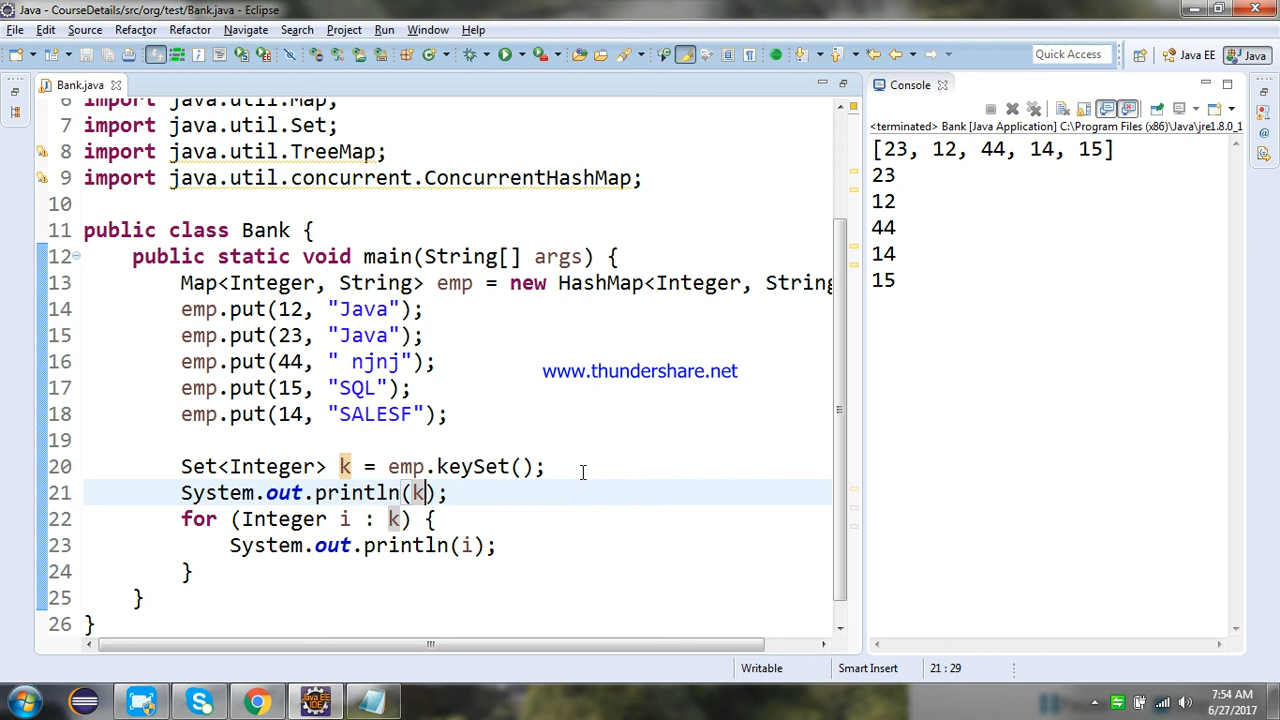 Java - CourseDetails/src/org/test/Bank.java - Eclipse
File Edit Source Refactor Refactor Navigate Search Project Run Window Help
Quick Access Java EE Java
Bank.java
Console
<terminated> Bank [Java Application] C:\Program Files (x86)\Java\jre1.8.0_1
6 import java.util.Map;
7 import java.util.Set;
8 import java.util.TreeMap;
9 import java.util.concurrent.ConcurrentHashMap;
10
11 public class Bank {
12 public static void main(String[] args) {
13 Map<Integer, String> emp = new HashMap<Integer, String
14 emp.put(12, "Java");
15 emp.put(23, "Java");
16 emp.put(44, " njnj");
17 emp.put(15, "SQL");
18 emp.put(14, "SALESF");
19
20 Set<Integer> k = emp.keySet();
21 System.out.println(k);
22 for (Integer i : k) {
23 System.out.println(i);
24 }
25 }
26 }
www.thundershare.net
[23, 12, 44, 14, 15]
23
12
44
14
15
Writable Smart Insert 21 : 29
Java EE
IDE
7:54 AM
6/27/2017